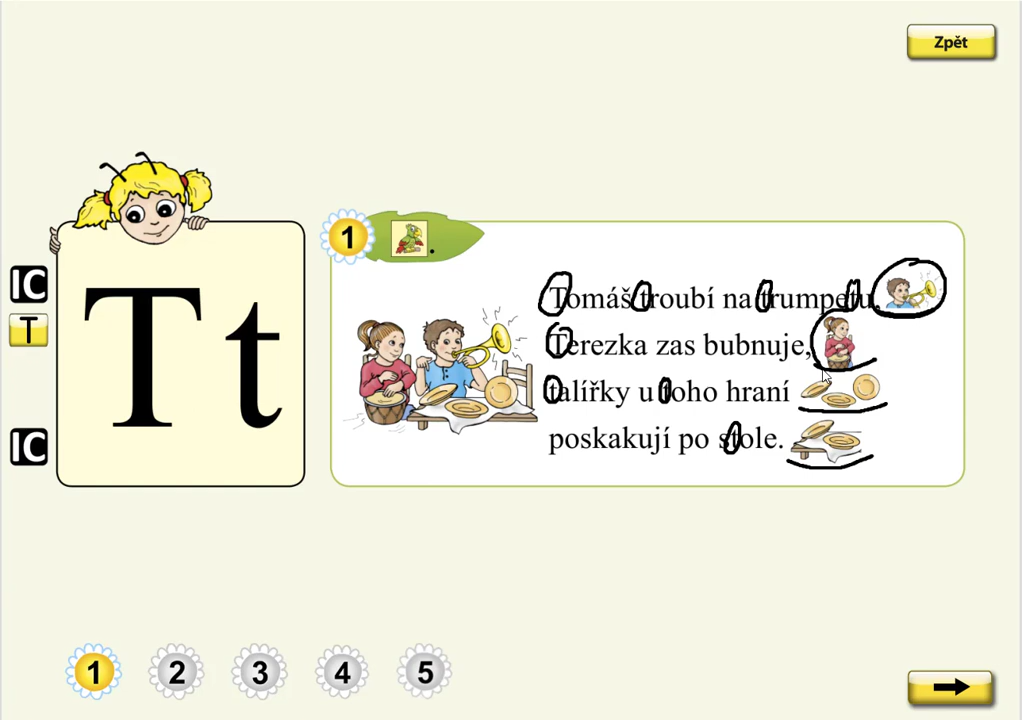 Zpět
IC
T
IC
T t
1
Tomáš troubí na trumpetu,
Terezka zas bubnuje,
talířky u toho hraní
poskakují po stole.
1 2 3 4 5